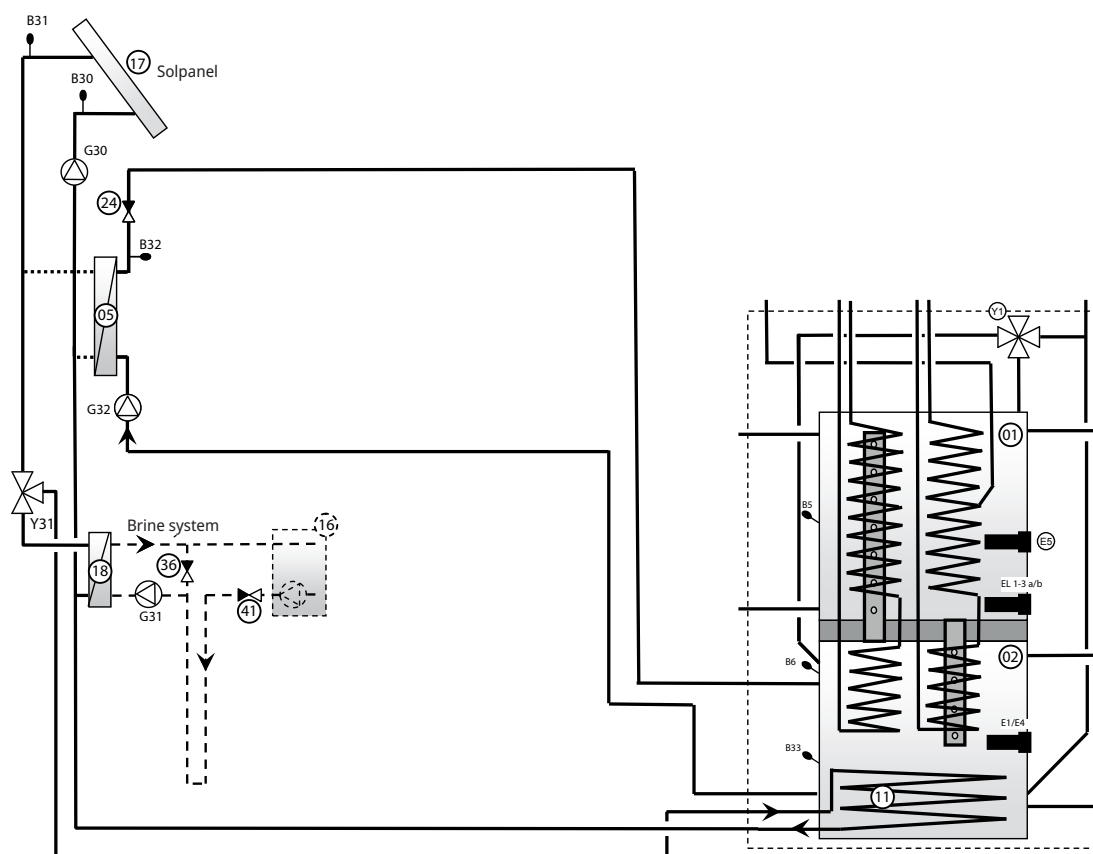 B31
17
Solpanel
B30
G30
24
B32
05
Y1
G32
01
B5
Y31
Brine system
16
E5
36
18
EL 1-3 a/b
41
G31
B6
02
E1/E4
B33
11